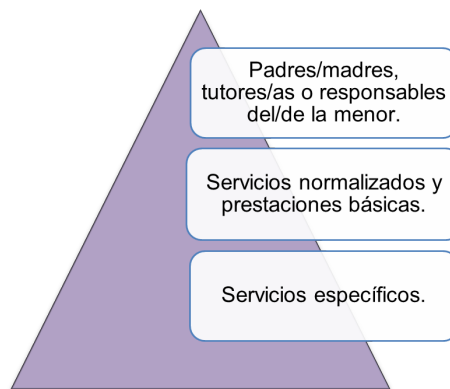 Padres/madres,
tutores/as o responsables
del/de la menor.
Servicios normalizados y
prestaciones básicas.
Servicios específicos.